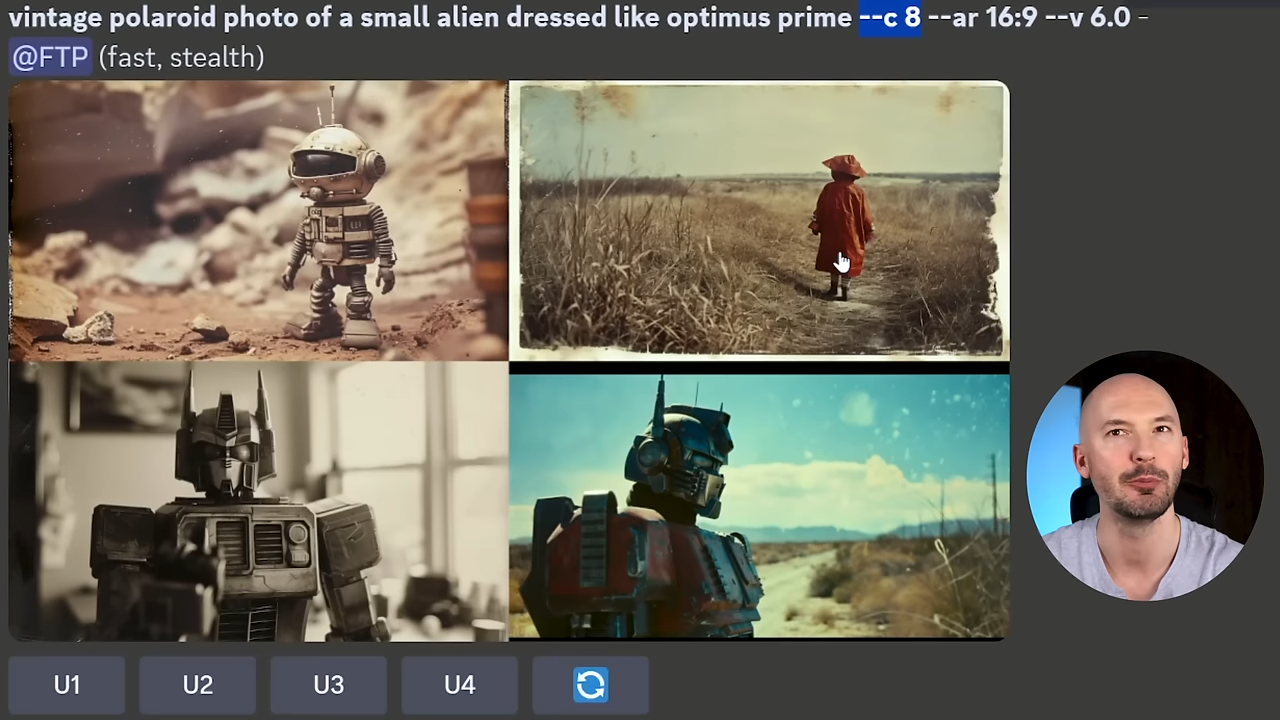 vintage polaroid photo of a small alien dressed like optimus prime --c 8 --ar 16:9 --v 6.0 -
@FTP (fast, stealth)
U1 U2 U3 U4